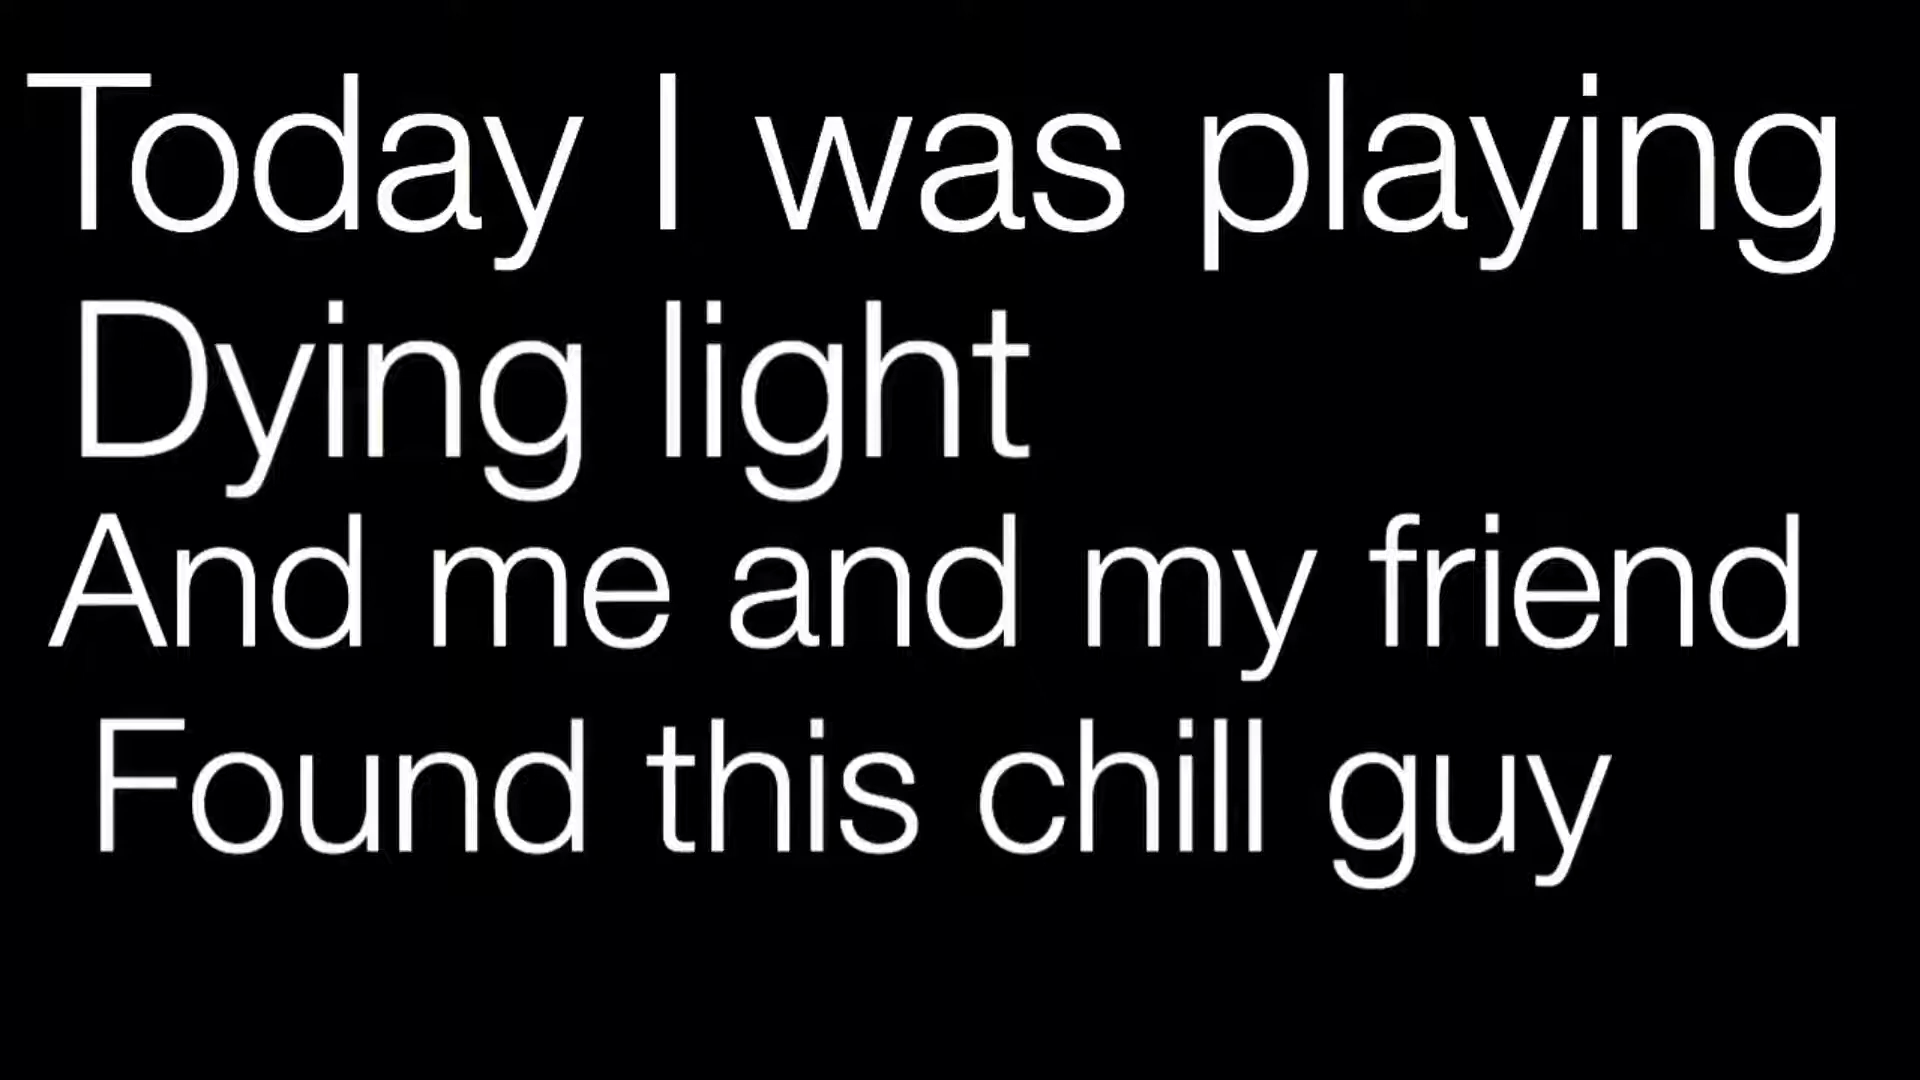 Today I was playing
Dying light
And me and my friend
Found this chill guy